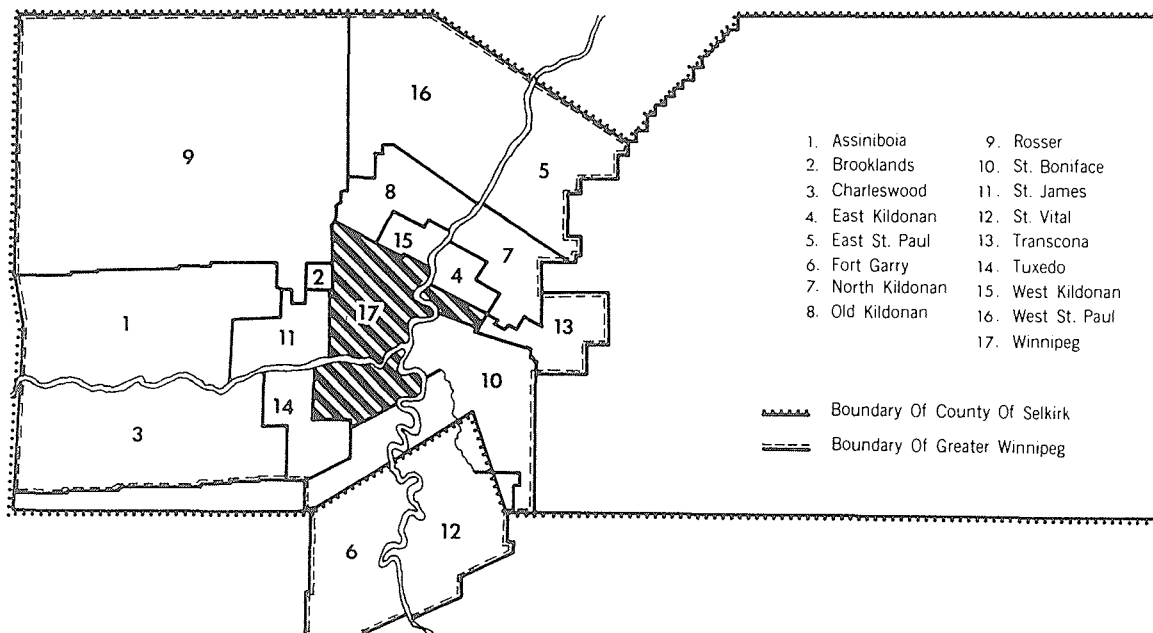 16
9
5
8
15
7
4
2
17
13
1
11
10
14
3
12
6
1. Assiniboia
2. Brooklands
3. Charleswood
4. East Kildonan
5. East St. Paul
6. Fort Garry
7. North Kildonan
8. Old Kildonan
9. Rosser
10. St. Boniface
11. St. James
12. St. Vital
13. Transcona
14. Tuxedo
15. West Kildonan
16. West St. Paul
17. Winnipeg
Boundary Of County Of Selkirk
Boundary Of Greater Winnipeg